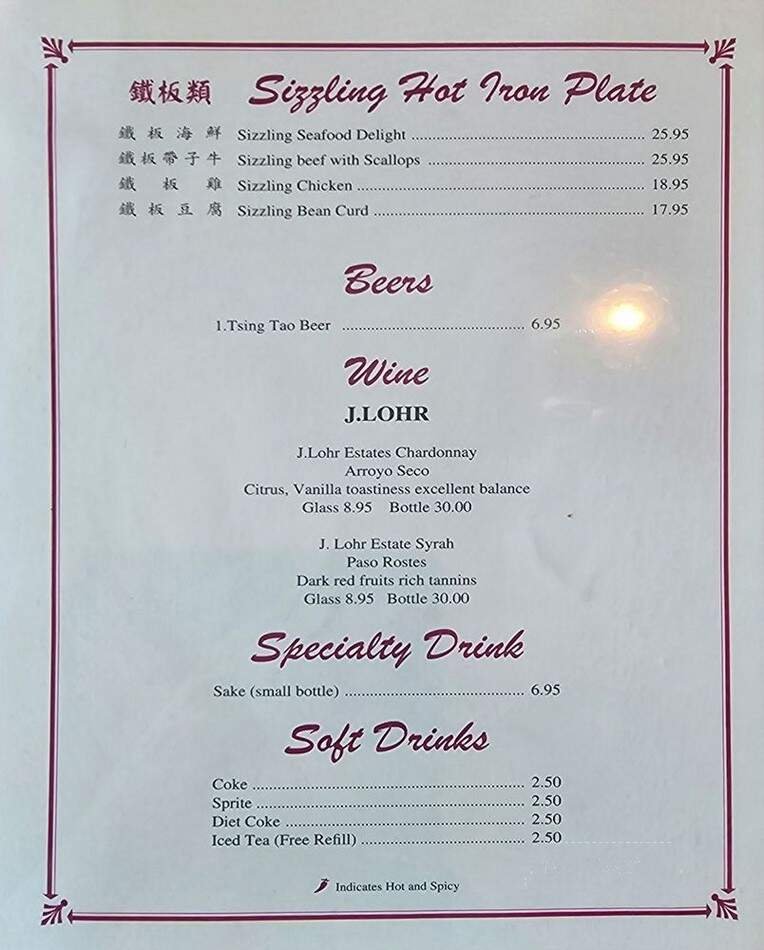 鐵板類 Sizzling Hot Iron Plate
鐵板海鮮 Sizzling Seafood Delight 25.95
鐵板帶子牛 Sizzling beef with Scallops 25.95
鐵板雞 Sizzling Chicken 18.95
鐵板豆腐 Sizzling Bean Curd 17.95
Beers
1.Tsing Tao Beer 6.95
Wine
J.LOHR
J.Lohr Estates Chardonnay
Arroyo Seco
Citrus, Vanilla toastiness excellent balance
Glass 8.95 Bottle 30.00
J. Lohr Estate Syrah
Paso Rostes
Dark red fruits rich tannins
Glass 8.95 Bottle 30.00
Specialty Drink
Sake (small bottle) 6.95
Soft Drinks
Coke 2.50
Sprite 2.50
Diet Coke 2.50
Iced Tea (Free Refill) 2.50
Indicates Hot and Spicy